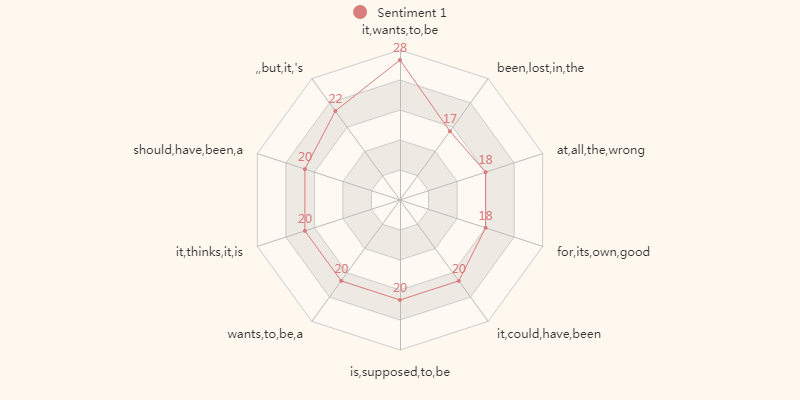 Sentiment 1
it,wants,to,be
28
,,but,it,'s
been,lost,in,the
22
17
should,have,been,a
20
18
at,all,the,wrong
20
18
it,thinks,it,is
for,its,own,good
20
20
20
wants,to,be,a
it,could,have,been
is,supposed,to,be